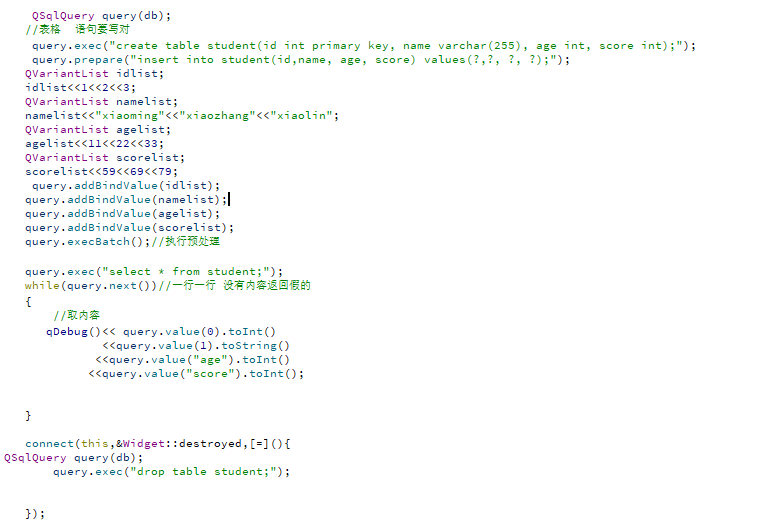 QSqlQuery query(db);
//表格  语句要写对
query.exec("create table student(id int primary key, name varchar(255), age int, score int);");
query.prepare("insert into student(id,name, age, score) values(?,?, ?, ?);");
QVariantList idlist;
idlist<<1<<2<<3;
QVariantList namelist;
namelist<<"xiaoming"<<"xiaozhang"<<"xiaolin";
QVariantList agelist;
agelist<<11<<22<<33;
QVariantList scorelist;
scorelist<<59<<69<<79;
query.addBindValue(idlist);
query.addBindValue(namelist);
query.addBindValue(agelist);
query.addBindValue(scorelist);
query.execBatch();//执行预处理
query.exec("select * from student;");
while(query.next())//一行一行 没有内容返回假的
{
//取内容
qDebug()<< query.value(0).toInt()
<<query.value(1).toString()
<<query.value("age").toInt()
<<query.value("score").toInt();
}
connect(this,&Widget::destroyed,[=](){
QSqlQuery query(db);
query.exec("drop table student;");
});